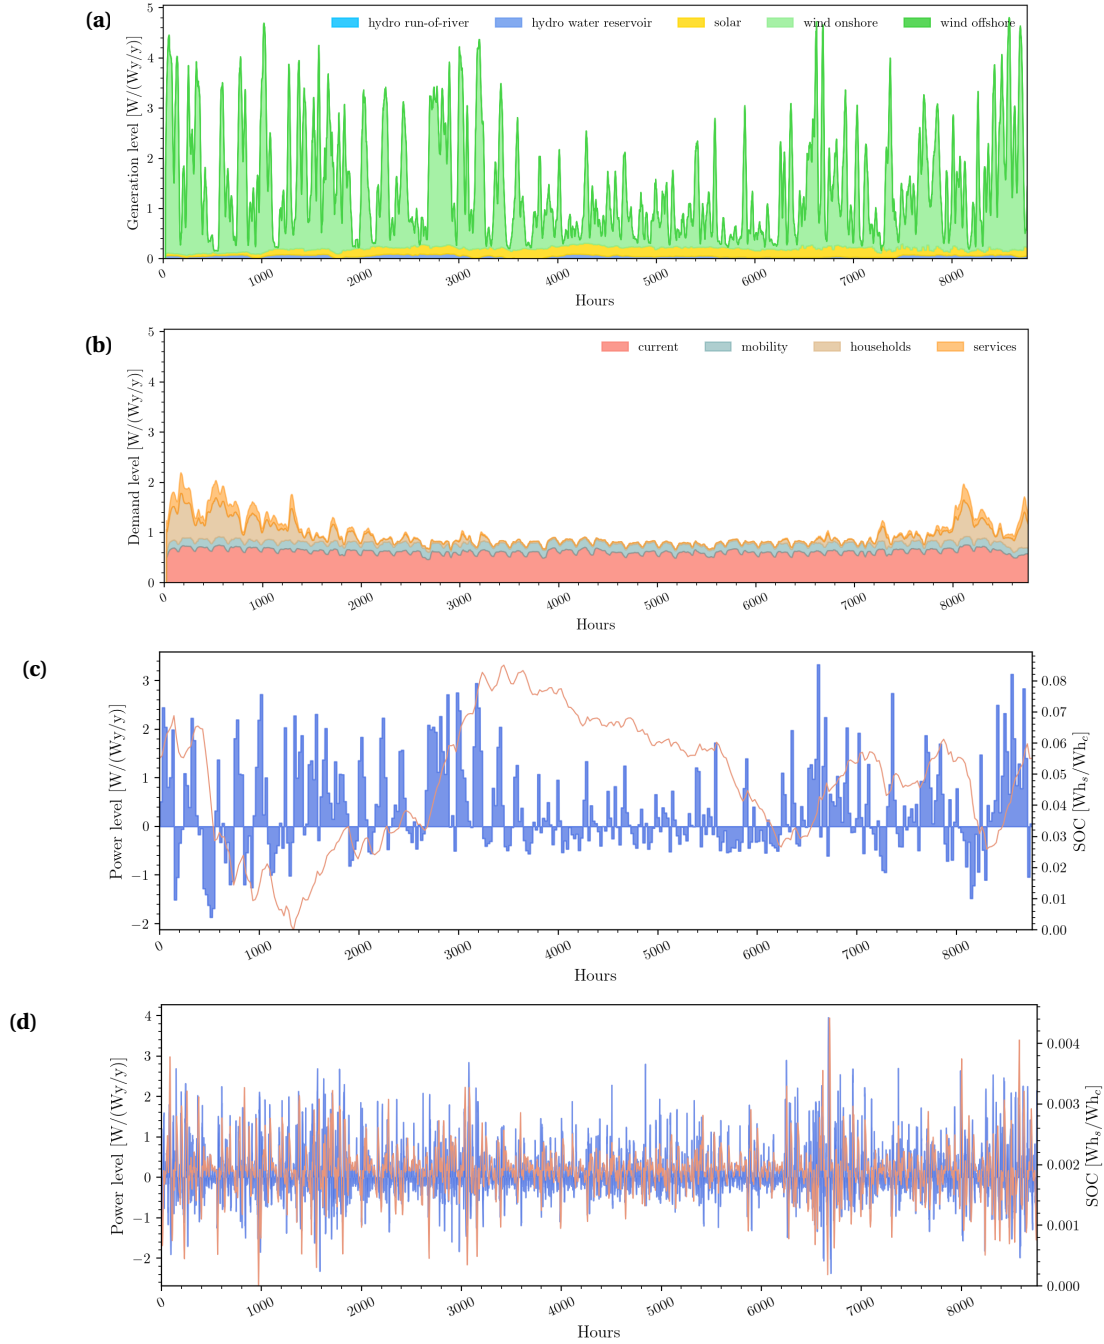 (a)
hydro run-of-river hydro water reservoir solar wind onshore wind offshore
Generation level [W/(Wy/y)]
5
4
3
2
1
0
0 1000 2000 3000 4000 5000 6000 7000 8000
Hours
(b)
current mobility households services
Demand level [W/(Wy/y)]
5
4
3
2
1
0
0 1000 2000 3000 4000 5000 6000 7000 8000
Hours
(c)
Power level [W/(Wy/y)]
3
2
1
0
−1
−2
0.08
0.07
0.06
0.05
0.04
0.03
0.02
0.01
0.00
SOC [Whₛ/Wh꜀]
0 1000 2000 3000 4000 5000 6000 7000 8000
Hours
(d)
Power level [W/(Wy/y)]
4
3
2
1
0
−1
−2
0.004
0.003
0.002
0.001
0.000
SOC [Whₛ/Wh꜀]
0 1000 2000 3000 4000 5000 6000 7000 8000
Hours